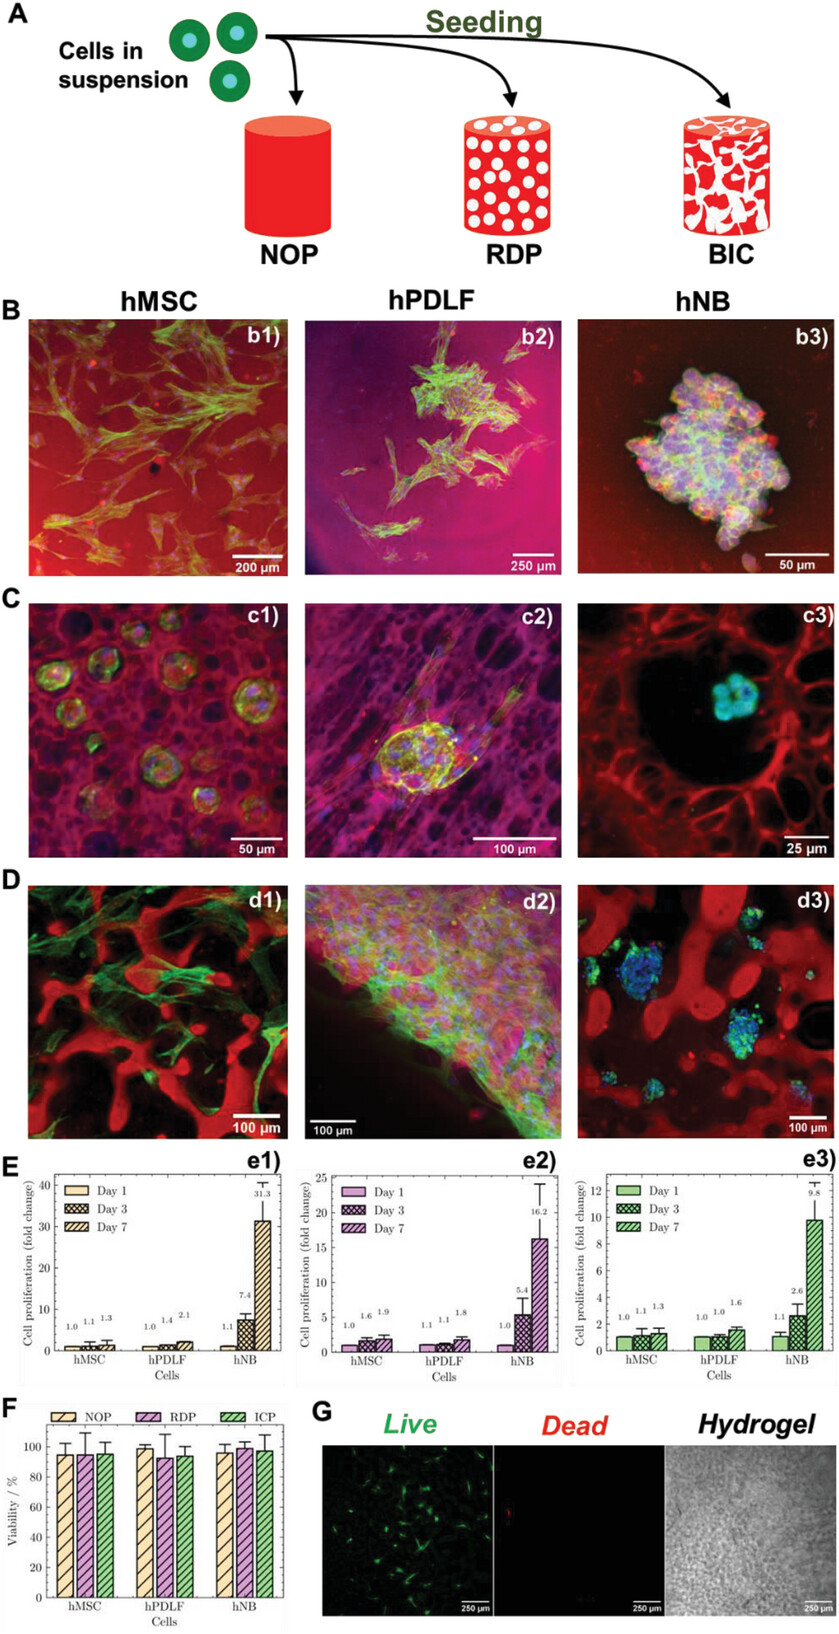 A
Seeding
Cells in
suspension
NOP
RDP
BIC
B
hMSC
hPDLF
hNB
b1)
b2)
b3)
200 μm
250 μm
50 μm
C
c1)
c2)
c3)
50 μm
100 μm
25 μm
D
d1)
d2)
d3)
100 μm
100 μm
100 μm
E
e1)
Cell proliferation (fold change)
40
30
20
10
0
Day 1
Day 3
Day 7
1.0
1.1
1.3
1.0
1.4
2.1
1.1
7.4
31.3
hMSC
hPDLF
hNB
Cells
e2)
Cell proliferation (fold change)
25
20
15
10
5
0
Day 1
Day 3
Day 7
1.0
1.6
1.9
1.1
1.1
1.8
1.0
5.4
16.2
hMSC
hPDLF
hNB
Cells
e3)
Cell proliferation (fold change)
12
10
8
6
4
2
0
Day 1
Day 3
Day 7
1.0
1.1
1.3
1.0
1.0
1.6
1.1
2.6
9.8
hMSC
hPDLF
hNB
Cells
F
NOP
RDP
ICP
Viability / %
100
80
60
40
20
0
hMSC
hPDLF
hNB
Cells
G
Live
Dead
Hydrogel
250 μm
250 μm
250 μm